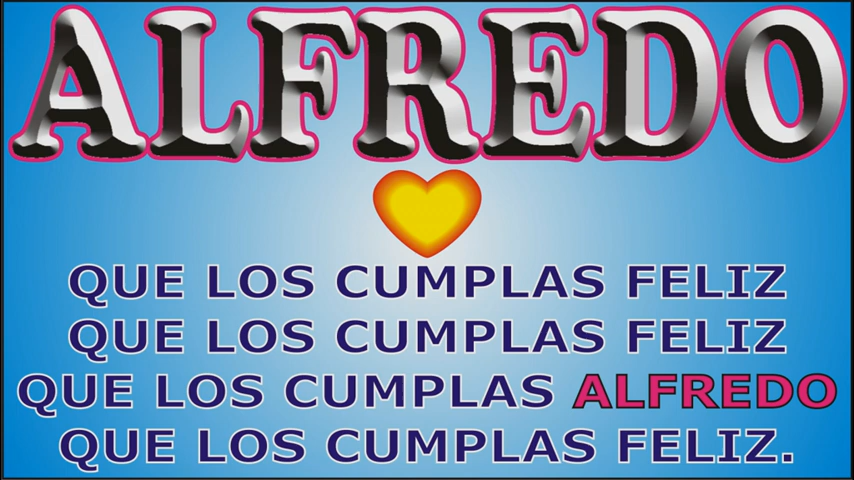 ALFREDO
QUE LOS CUMPLAS FELIZ
QUE LOS CUMPLAS FELIZ
QUE LOS CUMPLAS ALFREDO
QUE LOS CUMPLAS FELIZ.